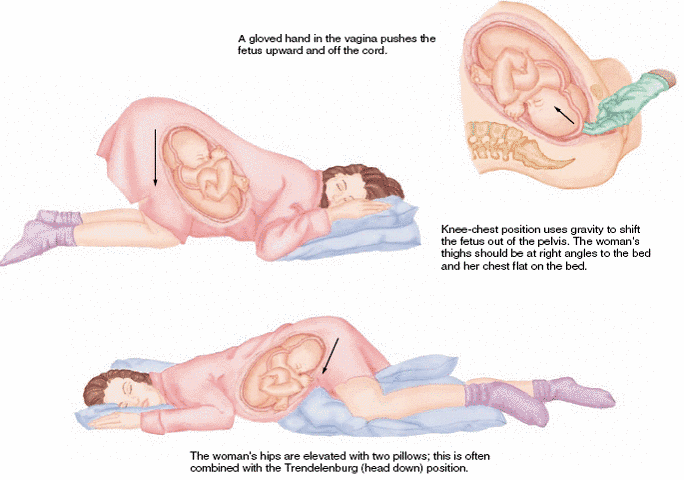 A gloved hand in the vagina pushes the
fetus upward and off the cord.
Knee-chest position uses gravity to shift
the fetus out of the pelvis. The woman's
thighs should be at right angles to the bed
and her chest flat on the bed.
The woman's hips are elevated with two pillows; this is often
combined with the Trendelenburg (head down) position.